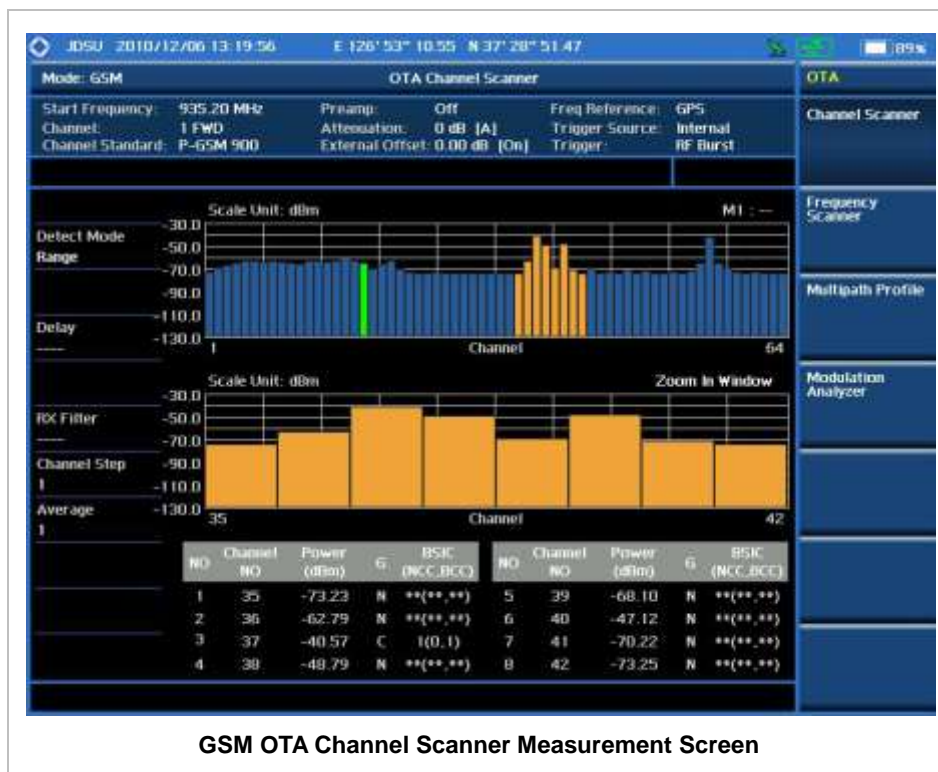 JDSU 2010/12/06 13:19:56 E 126° 53" 10.55 N 37° 28" 51.47 89%
Mode: GSM OTA Channel Scanner OTA
Start Frequency: 935.20 MHz Preamp: Off Freq Reference: GPS
Channel: 1 FWD Attenuation: 0 dB [A] Trigger Source: Internal
Channel Standard: P-GSM 900 External Offset: 0.00 dB [On] Trigger: RF Burst
Channel Scanner
Frequency
Scanner
Multipath Profile
Modulation
Analyzer
Detect Mode
Range
Delay
----
RX Filter
----
Channel Step
1
Average
1
Scale Unit: dBm M1 : --
-30.0
-50.0
-70.0
-90.0
-110.0
-130.0
1 Channel 64
Scale Unit: dBm Zoom In Window
-30.0
-50.0
-70.0
-90.0
-110.0
-130.0
35 Channel 42
NO Channel NO Power (dBm) G BSIC (NCC,BCC) NO Channel NO Power (dBm) G BSIC (NCC,BCC)
1 35 -73.23 N **(**,**) 5 39 -68.10 N **(**,**)
2 36 -62.79 N **(**,**) 6 40 -47.12 N **(**,**)
3 37 -40.57 C 1(0,1) 7 41 -70.22 N **(**,**)
4 38 -48.79 N **(**,**) 8 42 -73.25 N **(**,**)
GSM OTA Channel Scanner Measurement Screen